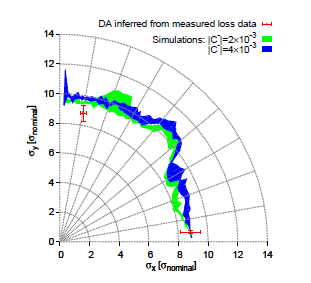 DA inferred from measured loss data
Simulations: |C⁻|=2×10⁻³
|C⁻|=4×10⁻³
14
12
10
8
6
4
2
0
σy [σnominal]
0 2 4 6 8 10 12 14
σx [σnominal]